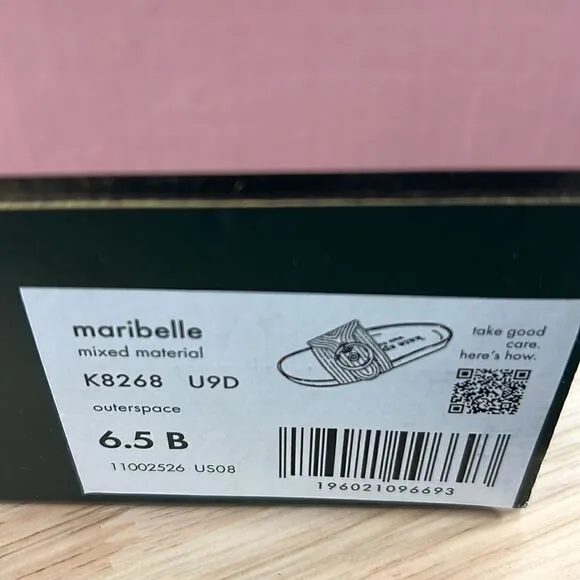 maribelle
mixed material
K8268 U9D
outerspace
6.5 B
11002526 US08
take good
care.
here's how.
196021096693